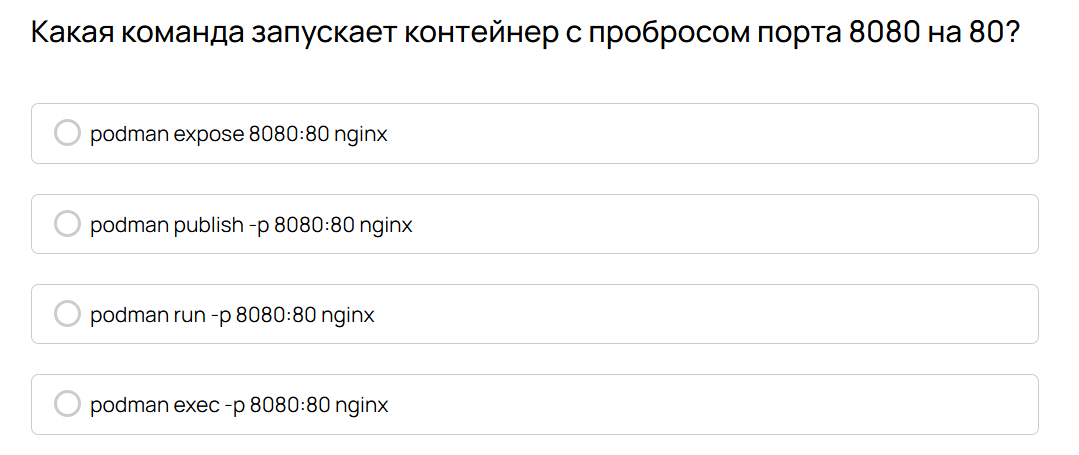 Какая команда запускает контейнер с пробросом порта 8080 на 80?
podman expose 8080:80 nginx
podman publish -p 8080:80 nginx
podman run -p 8080:80 nginx
podman exec -p 8080:80 nginx